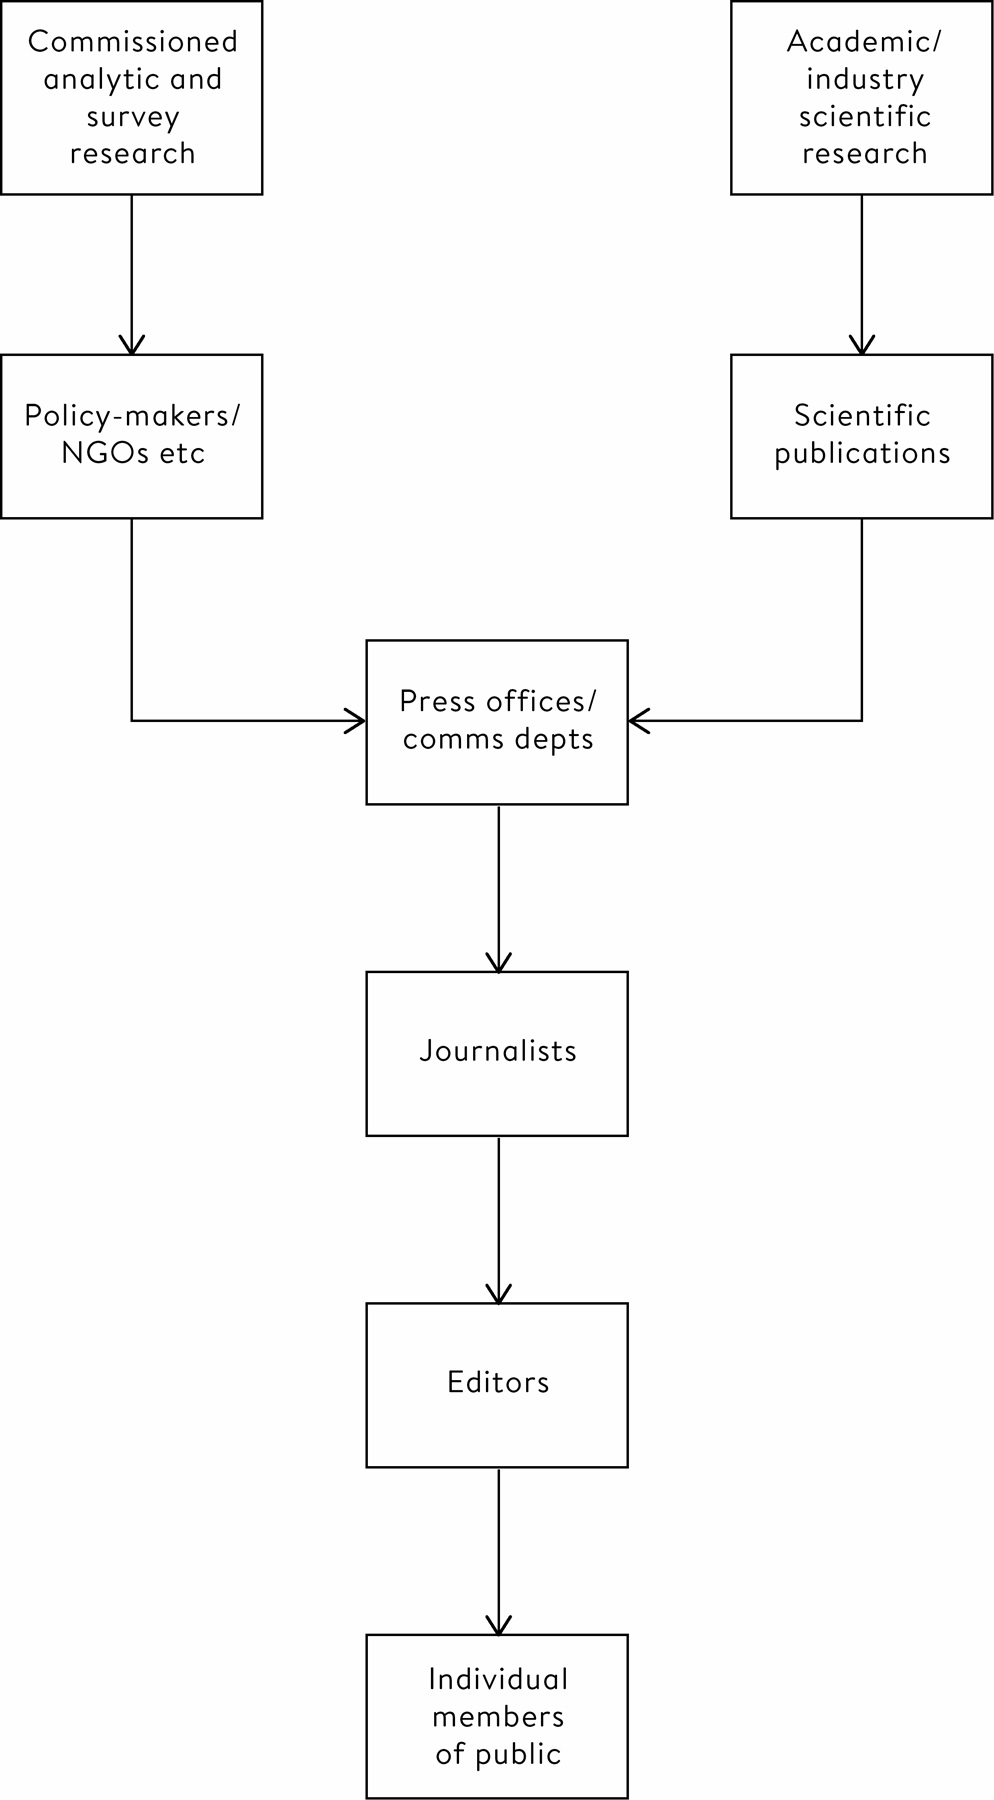 Commissioned
analytic and
survey
research
Academic/
industry
scientific
research
Policy-makers/
NGOs etc
Scientific
publications
Press offices/
comms depts
Journalists
Editors
Individual
members
of public